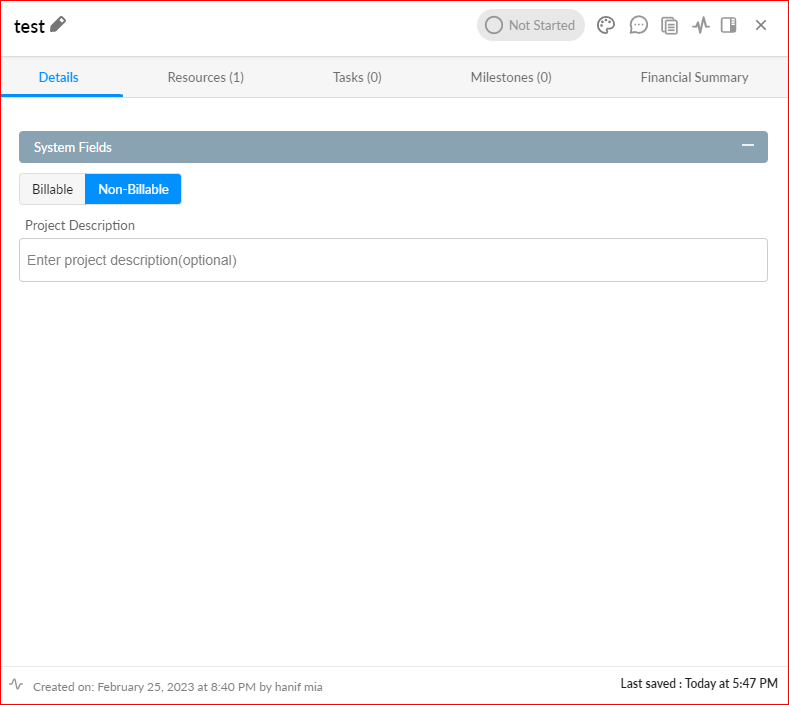 test
Not Started
Details Resources (1) Tasks (0) Milestones (0) Financial Summary
System Fields
Billable Non-Billable
Project Description
Enter project description(optional)
Created on: February 25, 2023 at 8:40 PM by hanif mia
Last saved : Today at 5:47 PM